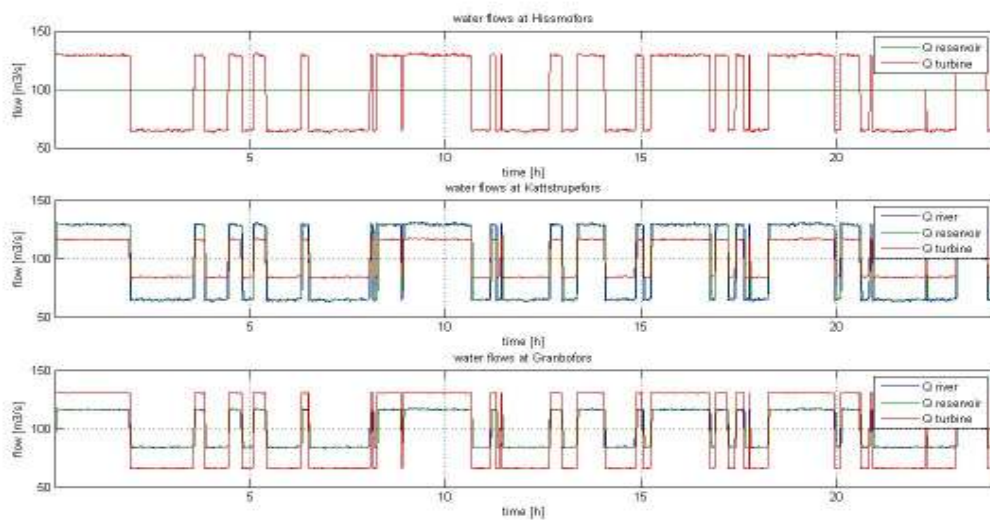 water flows at Hissmofors
150
100
50
flow [m3/s]
Q reservoir
Q turbine
5
10
15
20
time [h]
water flows at Kattstrupefors
150
100
50
flow [m3/s]
Q river
Q reservoir
Q turbine
5
10
15
20
time [h]
water flows at Granbofors
150
100
50
flow [m3/s]
Q river
Q reservoir
Q turbine
5
10
15
20
time [h]